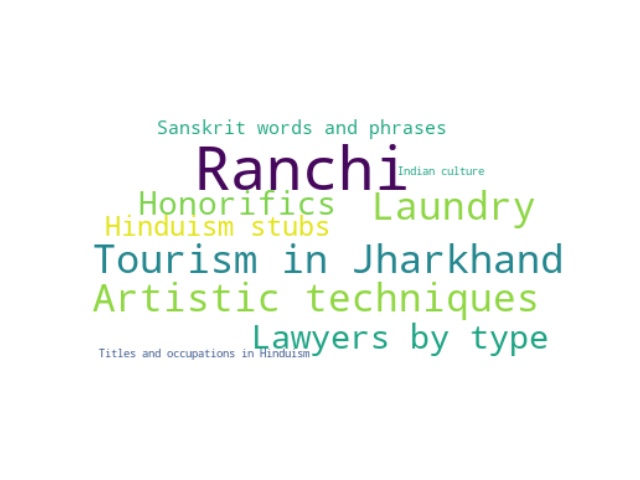 Sanskrit words and phrases
Ranchi
Indian culture
Honorifics
Laundry
Hinduism stubs
Tourism in Jharkhand
Artistic techniques
Lawyers by type
Titles and occupations in Hinduism